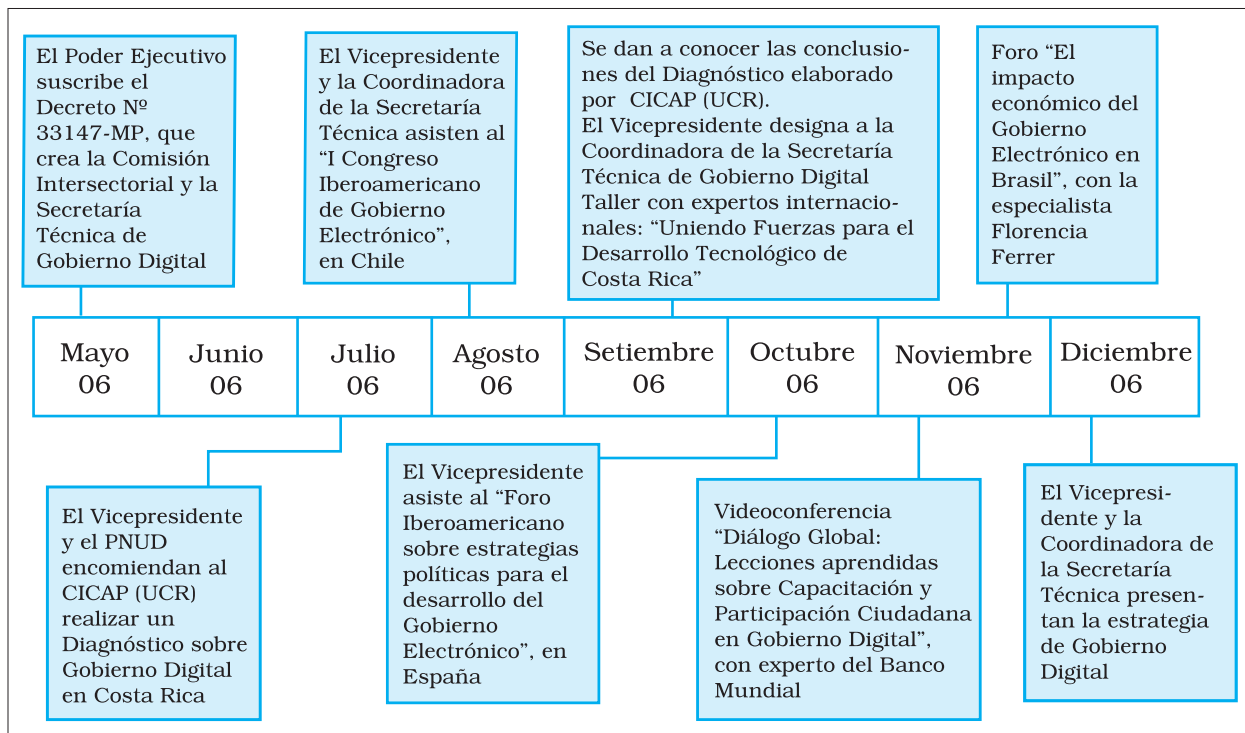 El Poder Ejecutivo
suscribe el
Decreto Nº
33147-MP, que
crea la Comisión
Intersectorial y la
Secretaría
Técnica de
Gobierno Digital
El Vicepresidente
y la Coordinadora
de la Secretaría
Técnica asisten al
“I Congreso
Iberoamericano
de Gobierno
Electrónico”,
en Chile
Se dan a conocer las conclusio-
nes del Diagnóstico elaborado
por CICAP (UCR).
El Vicepresidente designa a la
Coordinadora de la Secretaría
Técnica de Gobierno Digital
Taller con expertos internacio-
nales: “Uniendo Fuerzas para el
Desarrollo Tecnológico de
Costa Rica”
Foro “El
impacto
económico del
Gobierno
Electrónico en
Brasil”, con la
especialista
Florencia
Ferrer
Mayo
06
Junio
06
Julio
06
Agosto
06
Setiembre
06
Octubre
06
Noviembre
06
Diciembre
06
El Vicepresidente
y el PNUD
encomiendan al
CICAP (UCR)
realizar un
Diagnóstico sobre
Gobierno Digital
en Costa Rica
El Vicepresidente
asiste al “Foro
Iberoamericano
sobre estrategias
políticas para el
desarrollo del
Gobierno
Electrónico”, en
España
Videoconferencia
“Diálogo Global:
Lecciones aprendidas
sobre Capacitación y
Participación Ciudadana
en Gobierno Digital”,
con experto del Banco
Mundial
El Vicepresi-
dente y la
Coordinadora de
la Secretaría
Técnica presen-
tan la estrategia
de Gobierno
Digital